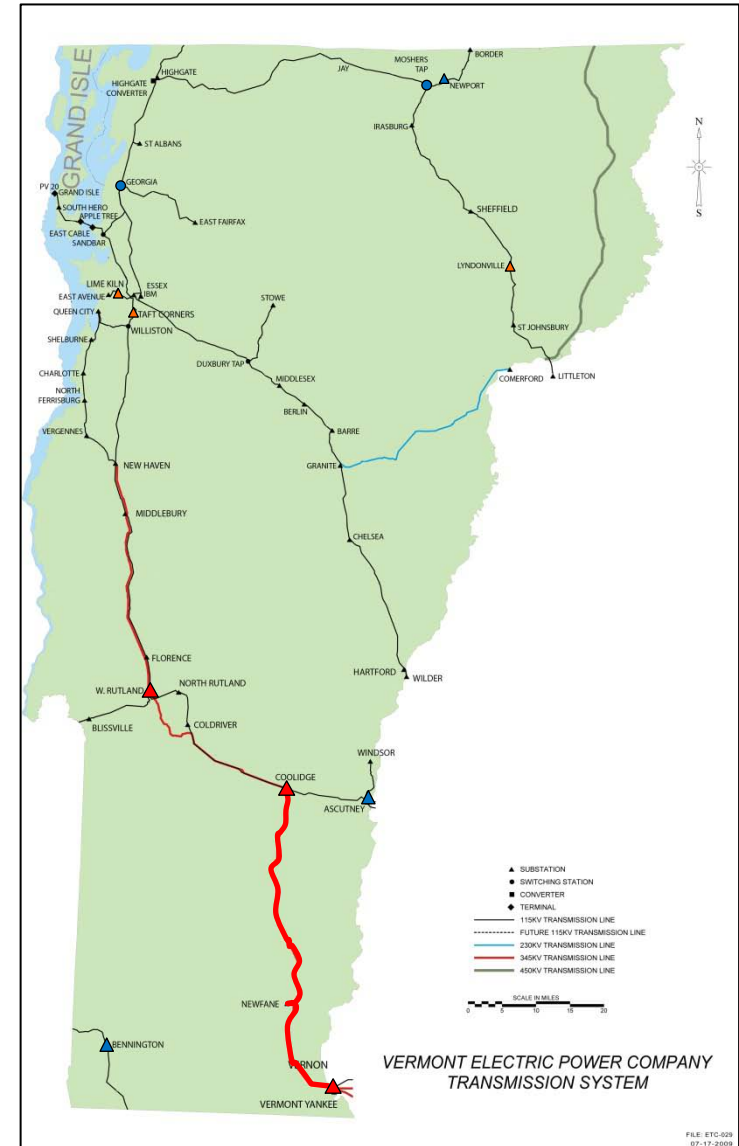 BORDER
MOSHERS
TAP
JAY
HIGHGATE
HIGHGATE
CONVERTER
NEWPORT
IRASBURG
ST ALBANS
GRAND ISLE
GEORGIA
PV 20
GRAND ISLE
SOUTH HERO
APPLE TREE
EAST CABLE
SANDBAR
EAST FAIRFAX
SHEFFIELD
LYNDONVILLE
LIME KILN
ESSEX
EAST AVENUE
IBM
STOWE
QUEEN CITY
TAFT CORNERS
WILLISTON
ST JOHNSBURY
SHELBURNE
DUXBURY TAP
CHARLOTTE
MIDDLESEX
COMERFORD
LITTLETON
NORTH
FERRISBURG
BERLIN
VERGENNES
BARRE
NEW HAVEN
GRANITE
MIDDLEBURY
CHELSEA
FLORENCE
HARTFORD
WILDER
W. RUTLAND
NORTH RUTLAND
BLISSVILLE
COLDRIVER
WINDSOR
COOLIDGE
ASCUTNEY
NEWFANE
BENNINGTON
VERNON
VERMONT YANKEE
N
S
SUBSTATION
SWITCHING STATION
CONVERTER
TERMINAL
115KV TRANSMISSION LINE
FUTURE 115KV TRANSMISSION LINE
230KV TRANSMISSION LINE
345KV TRANSMISSION LINE
450KV TRANSMISSION LINE
SCALE IN MILES
0 5 10 15 20
VERMONT ELECTRIC POWER COMPANY
TRANSMISSION SYSTEM
FILE: ETC-029
07-17-2009